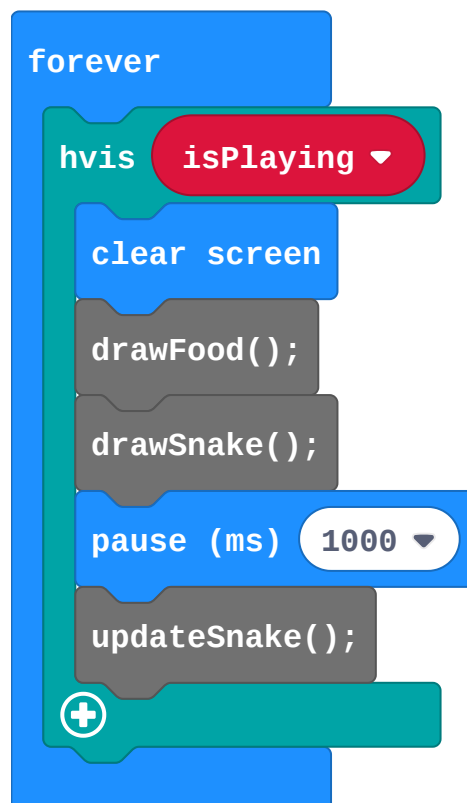 forever
hvis isPlaying
clear screen
drawFood();
drawSnake();
pause (ms) 1000
updateSnake();